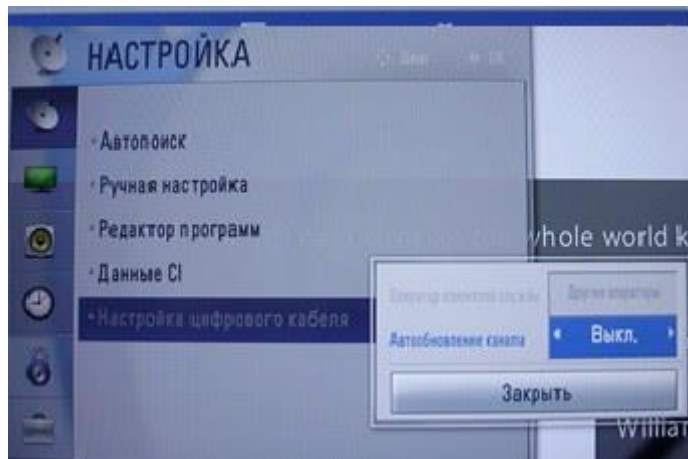 НАСТРОЙКА
OK
Автопоиск
Ручная настройка
Редактор программ
Данные CI
Настройка цифрового кабеля
whole world k
Другие операторы
Автообновление канала
Выкл.
Закрыть
Willia